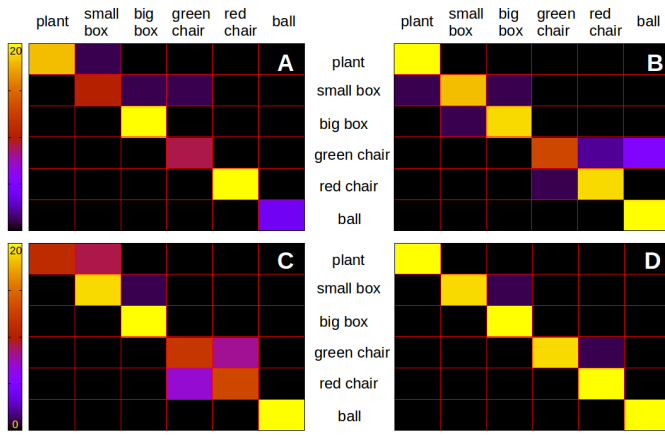 plant small box big box green chair red chair ball
20
A
B
plant
small box
big box
green chair
red chair
ball
20
0
C
D
plant
small box
big box
green chair
red chair
ball
plant small box big box green chair red chair ball